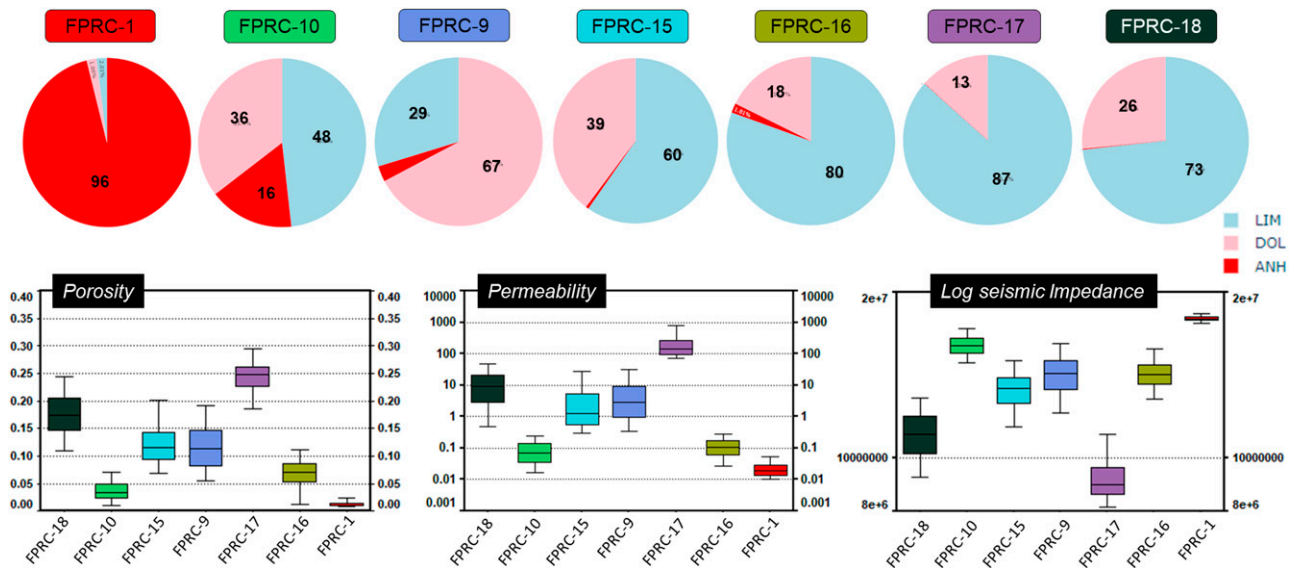 FPRC-1 FPRC-10 FPRC-9 FPRC-15 FPRC-16 FPRC-17 FPRC-18
96
36 48 16
29 67
39 60
18 80
13 87
26 73
LIM
DOL
ANH
Porosity
0.40 0.40
0.35 0.35
0.30 0.30
0.25 0.25
0.20 0.20
0.15 0.15
0.10 0.10
0.05 0.05
0.00 0.00
FPRC-18 FPRC-10 FPRC-15 FPRC-9 FPRC-17 FPRC-16 FPRC-1
Permeability
10000 10000
1000 1000
100 100
10 10
1 1
0.1 0.1
0.01 0.01
0.001 0.001
FPRC-18 FPRC-10 FPRC-15 FPRC-9 FPRC-17 FPRC-16 FPRC-1
Log seismic Impedance
2e+7 2e+7
10000000 10000000
8e+6 8e+6
FPRC-18 FPRC-10 FPRC-15 FPRC-9 FPRC-17 FPRC-16 FPRC-1